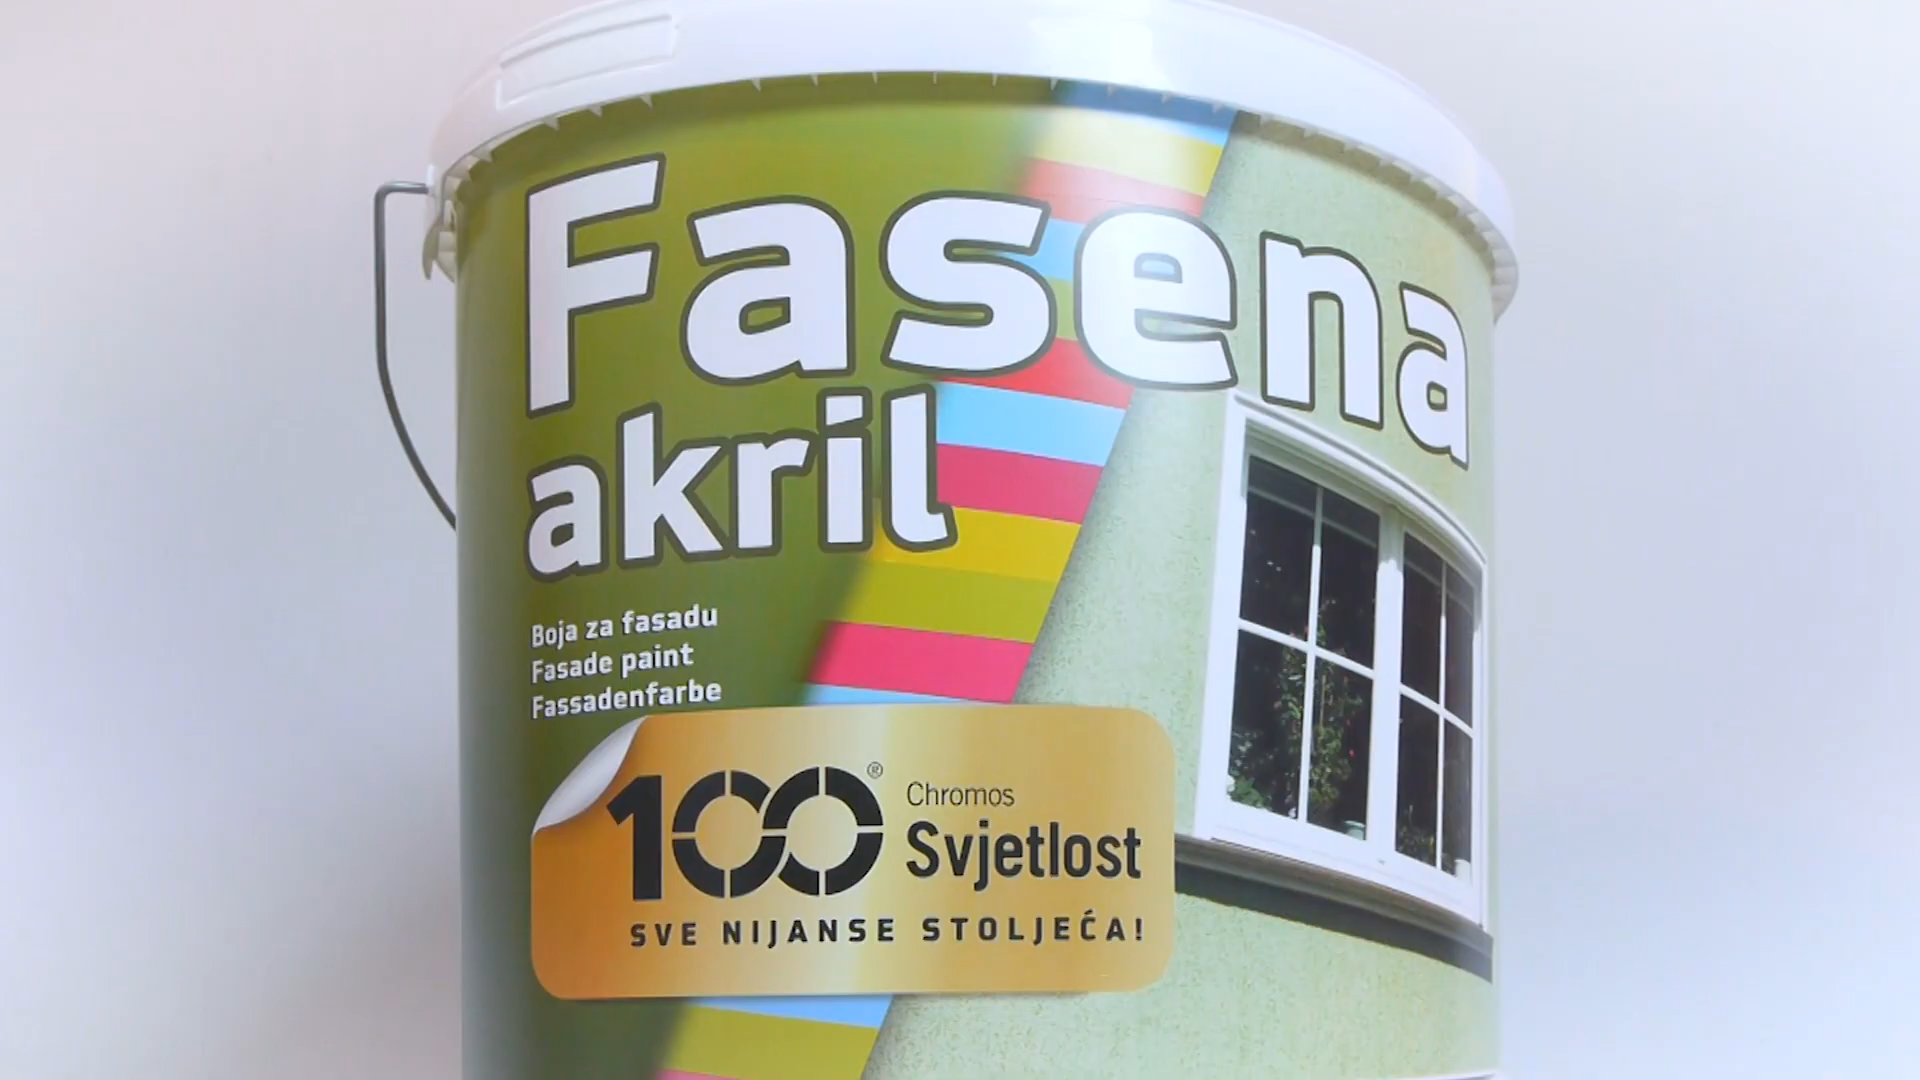 Fasena
akril
Boja za fasadu
Fasade paint
Fassadenfarbe
100®
Chromos
Svjetlost
SVE NIJANSE STOLJEĆA!